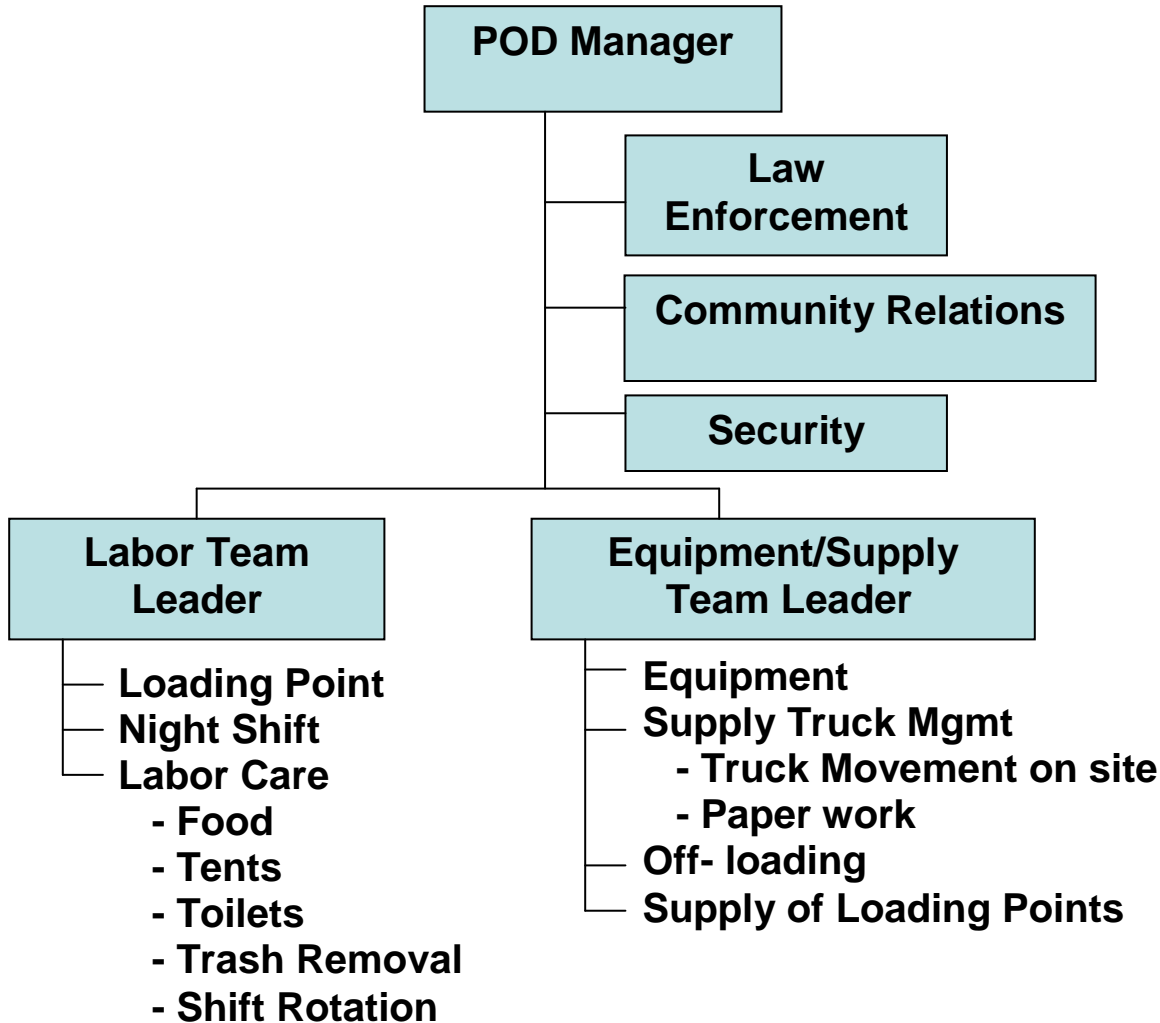 POD Manager
Law
Enforcement
Community Relations
Security
Labor Team
Leader
Loading Point
Night Shift
Labor Care
- Food
- Tents
- Toilets
- Trash Removal
- Shift Rotation
Equipment/Supply
Team Leader
Equipment
Supply Truck Mgmt
- Truck Movement on site
- Paper work
Off- loading
Supply of Loading Points